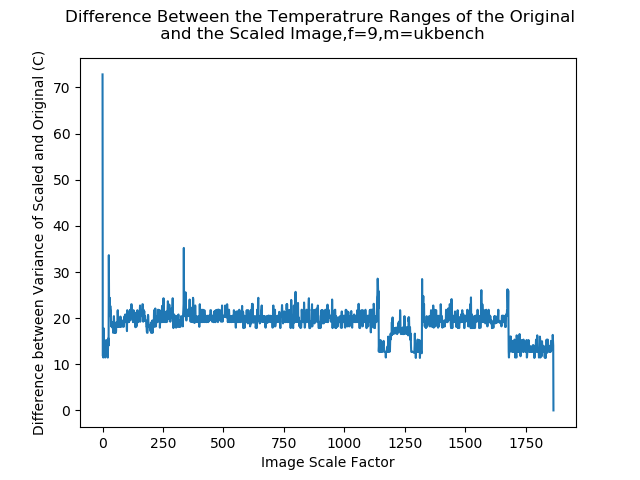 Difference Between the Temperatrure Ranges of the Original
and the Scaled Image,f=9,m=ukbench
Difference between Variance of Scaled and Original (C)
70
60
50
40
30
20
10
0
0 250 500 750 1000 1250 1500 1750
Image Scale Factor